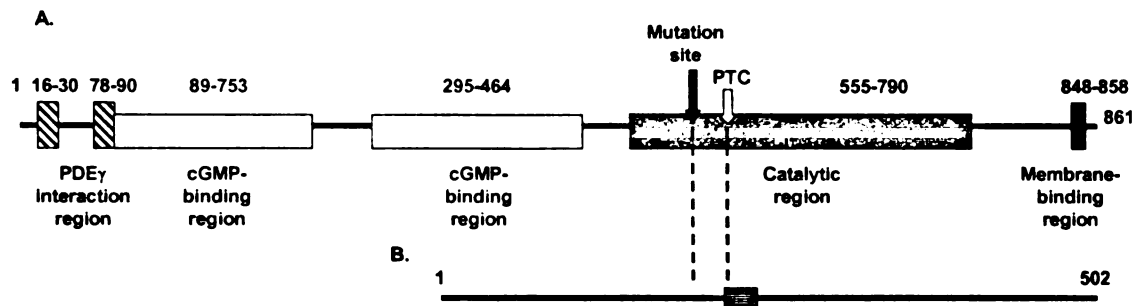 A.
Mutation
site
PTC
1 16-30 78-90 89-753 295-464 555-790 848-858
861
PDEγ
Interaction
region
cGMP-
binding
region
cGMP-
binding
region
Catalytic
region
Membrane-
binding
region
B.
1 502